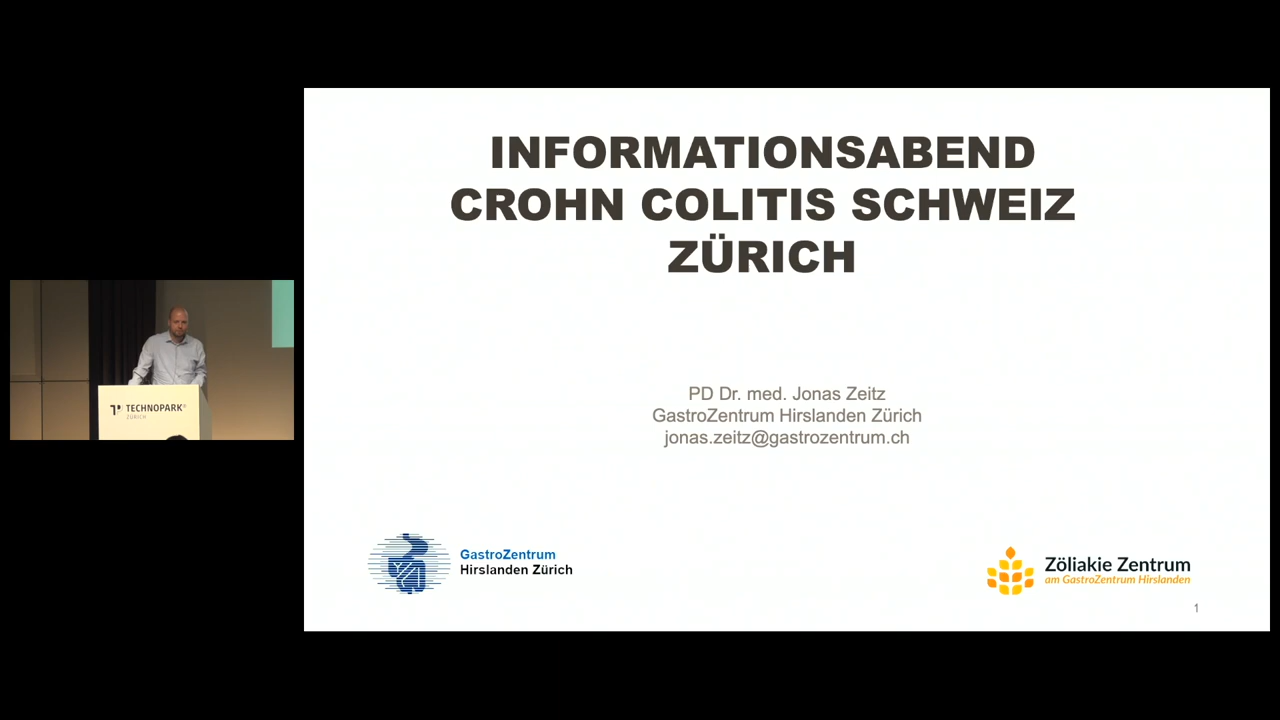 INFORMATIONSABEND
CROHN COLITIS SCHWEIZ
ZÜRICH
PD Dr. med. Jonas Zeitz
GastroZentrum Hirslanden Zürich
jonas.zeitz@gastrozentrum.ch
TECHNOPARK®
ZÜRICH
GastroZentrum
Hirslanden Zürich
Zöliakie Zentrum
am GastroZentrum Hirslanden
1